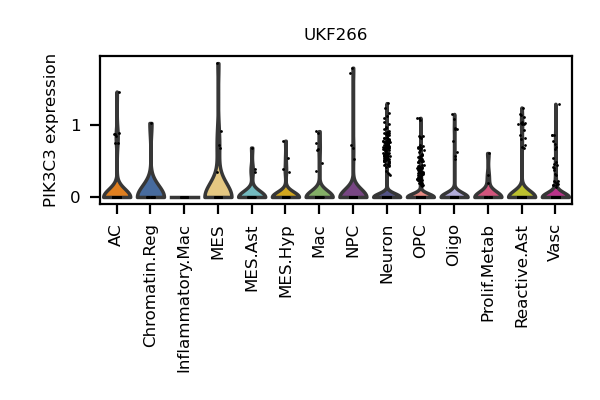 UKF266
PIK3C3 expression
1
0
AC
Chromatin.Reg
Inflammatory.Mac
MES
MES.Ast
MES.Hyp
Mac
NPC
Neuron
OPC
Oligo
Prolif.Metab
Reactive.Ast
Vasc